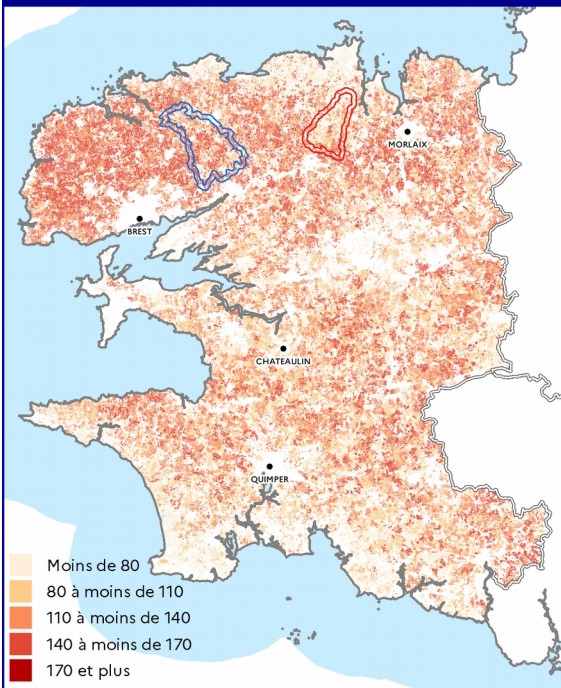 MORLAIX
BREST
CHATEAULIN
QUIMPER
Moins de 80
80 à moins de 110
110 à moins de 140
140 à moins de 170
170 et plus